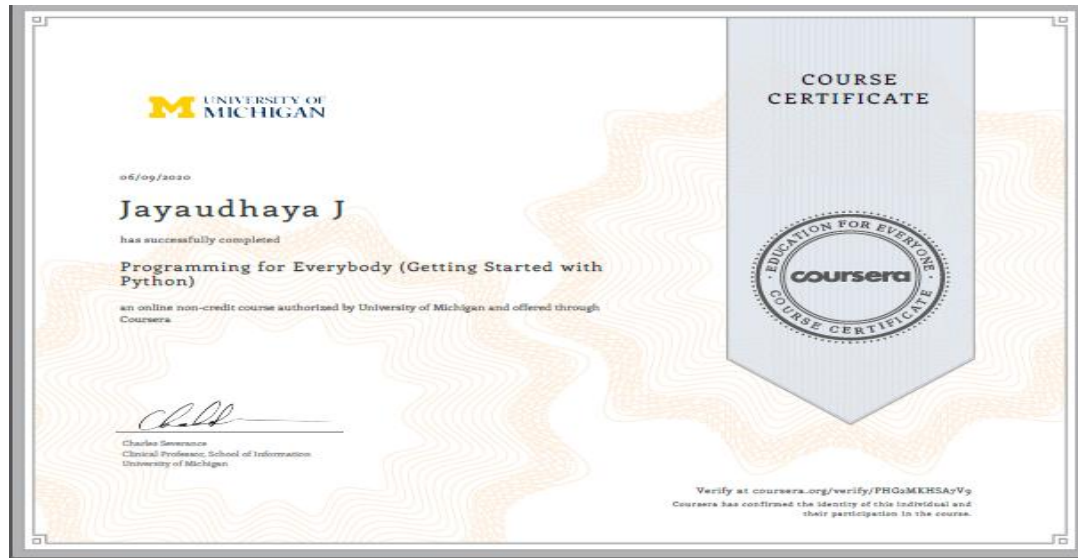 UNIVERSITY OF
MICHIGAN
COURSE
CERTIFICATE
06/09/2020
Jayaudhaya J
has successfully completed
Programming for Everybody (Getting Started with
Python)
an online non-credit course authorized by University of Michigan and offered through
Coursera
EDUCATION FOR EVERYONE
coursera
COURSE CERTIFICATE
Charles Severance
Clinical Professor, School of Information
University of Michigan
Verify at coursera.org/verify/PHG2MKHSA7V9
Coursera has confirmed the identity of this individual and
their participation in the course.